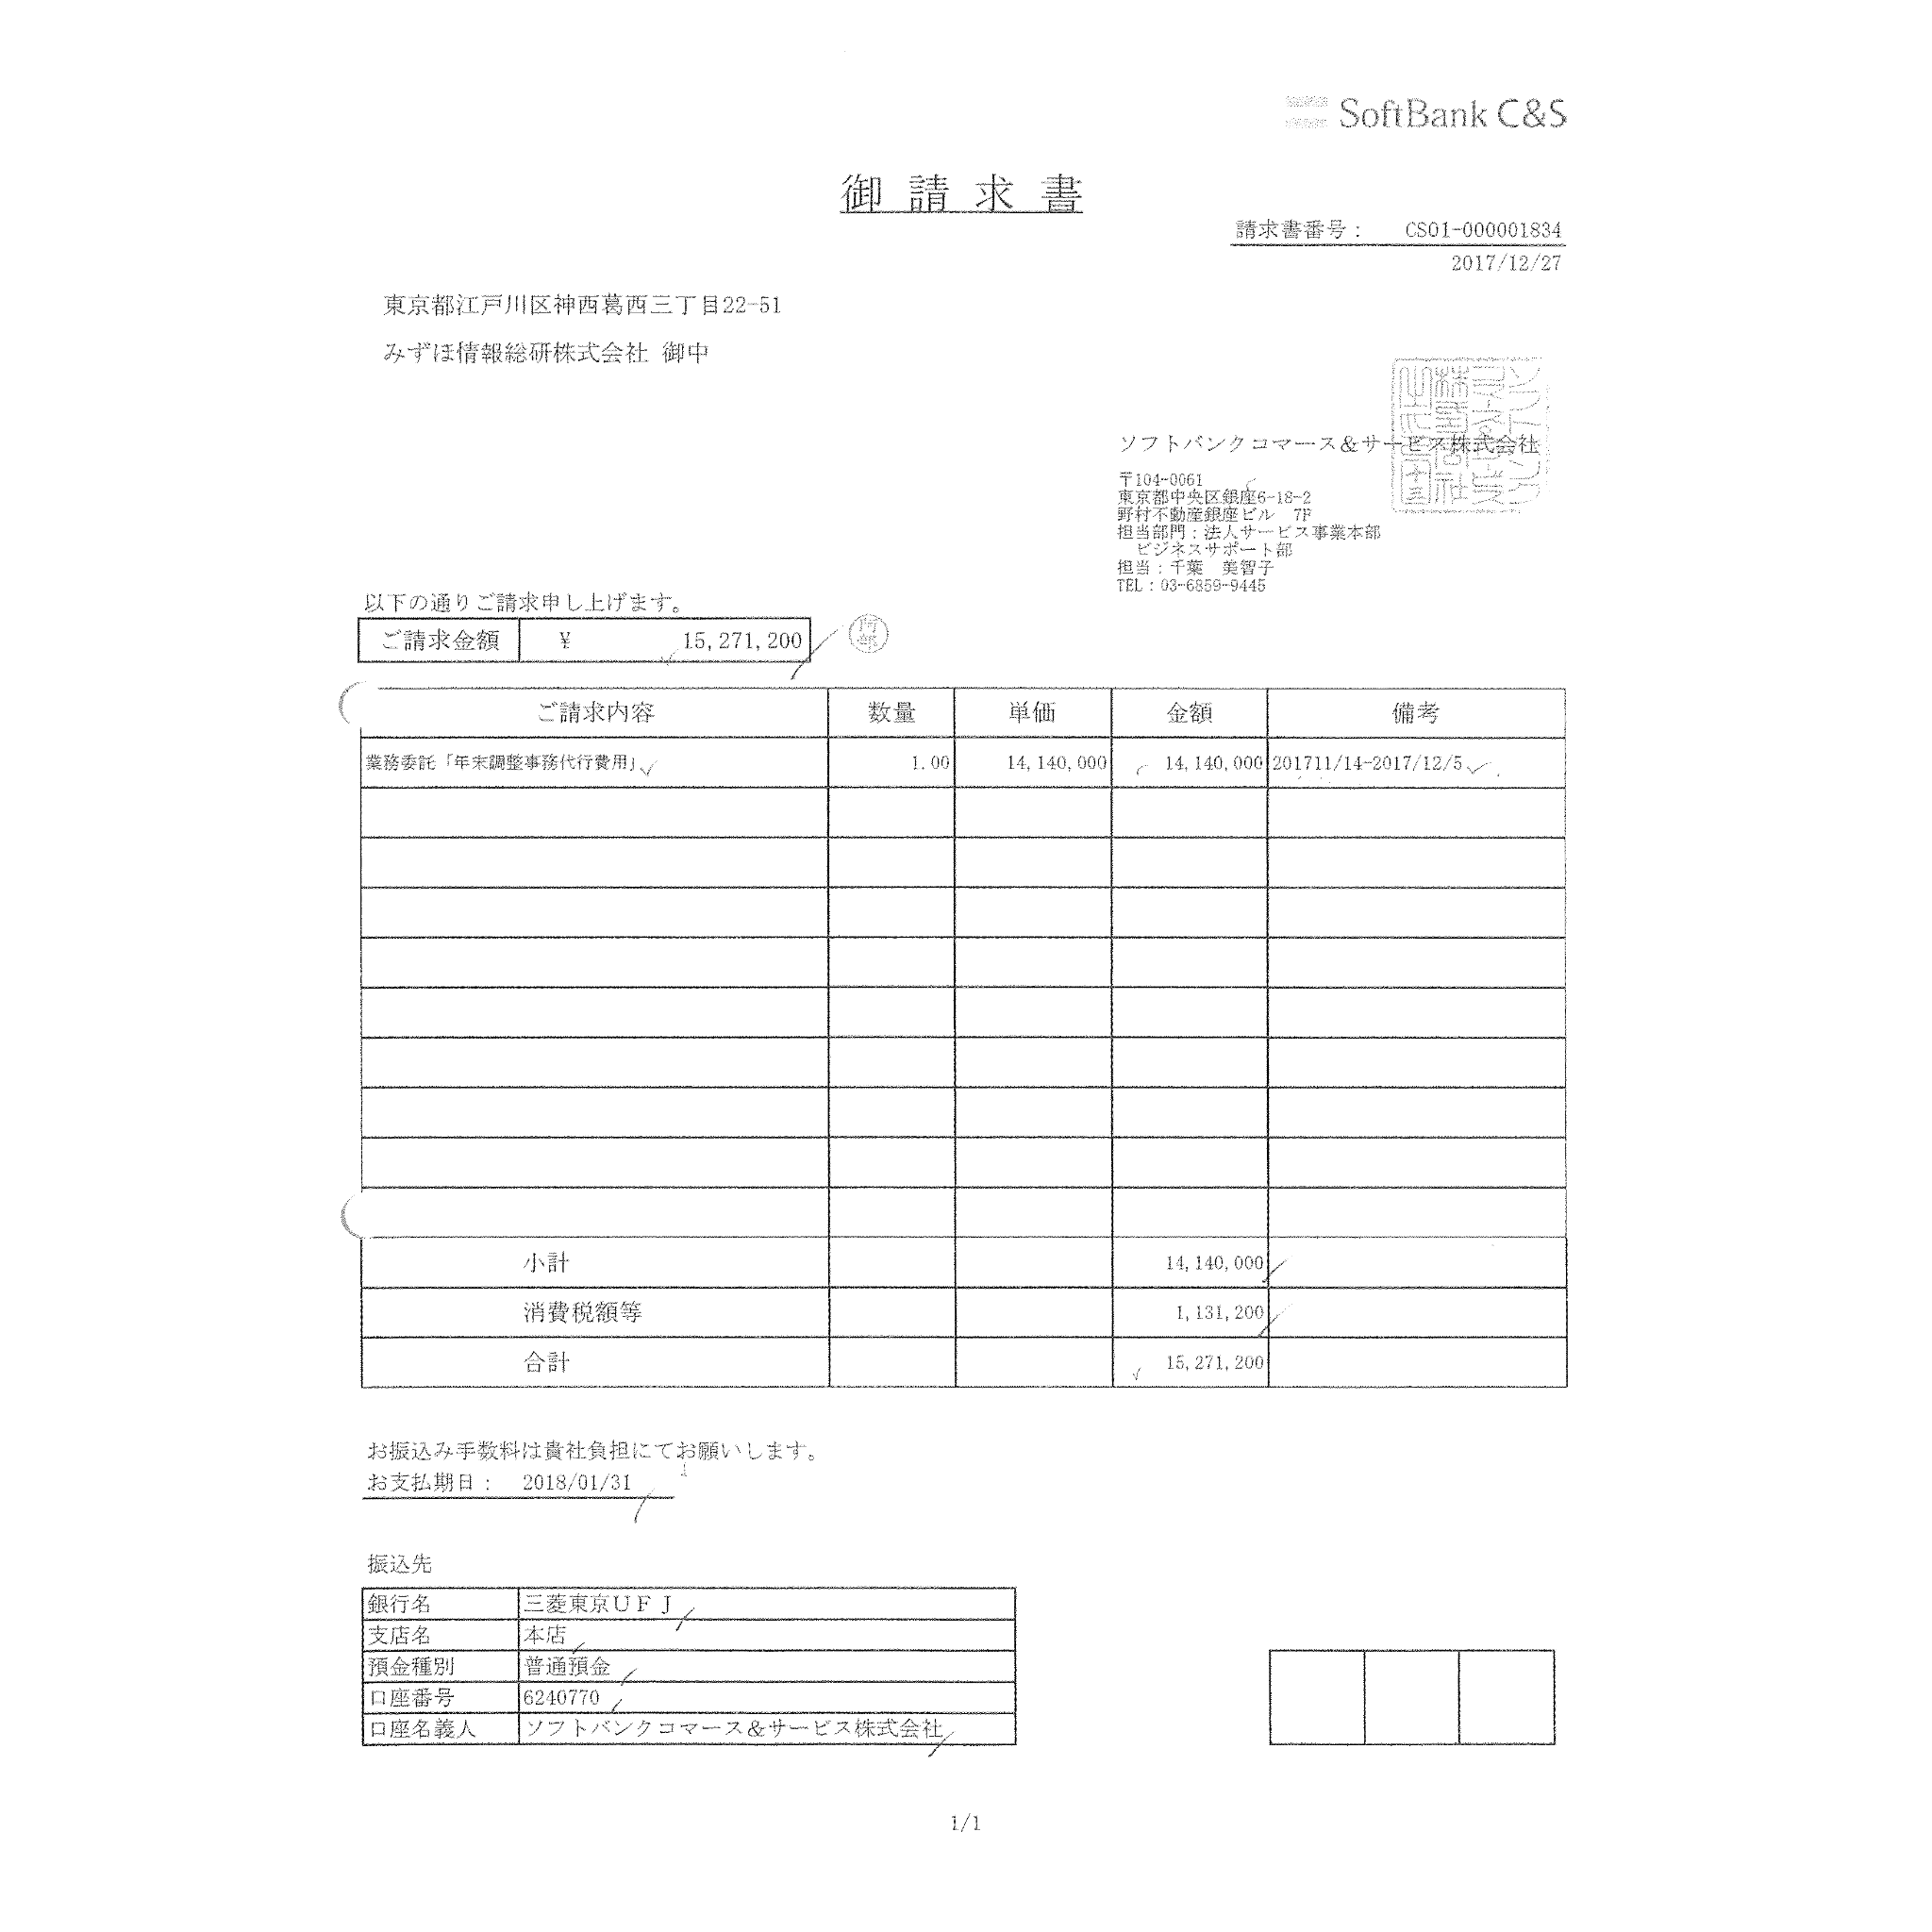 SoftBank C&S
御請求書
請求書番号： CS01-000001834
2017/12/27
東京都江戸川区神西葛西三丁目22-51
みずほ情報総研株式会社 御中
ソフトバンクコマース＆サービス株式会社
〒104-0061
東京都中央区銀座6-18-2
野村不動産銀座ビル 7F
担当部門：法人サービス事業本部
ビジネスサポート部
担当：千葉 美智子
TEL：03-6859-9445
以下の通りご請求申し上げます。
ご請求金額 ¥ 15,271,200
阿部
ご請求内容 数量 単価 金額 備考
業務委託「年末調整事務代行費用」 1.00 14,140,000 14,140,000 201711/14-2017/12/5
小計 14,140,000
消費税額等 1,131,200
合計 15,271,200
お振込み手数料は貴社負担にてお願いします。
お支払期日： 2018/01/31
振込先
銀行名 三菱東京ＵＦＪ
支店名 本店
預金種別 普通預金
口座番号 6240770
口座名義人 ソフトバンクコマース＆サービス株式会社
1/1